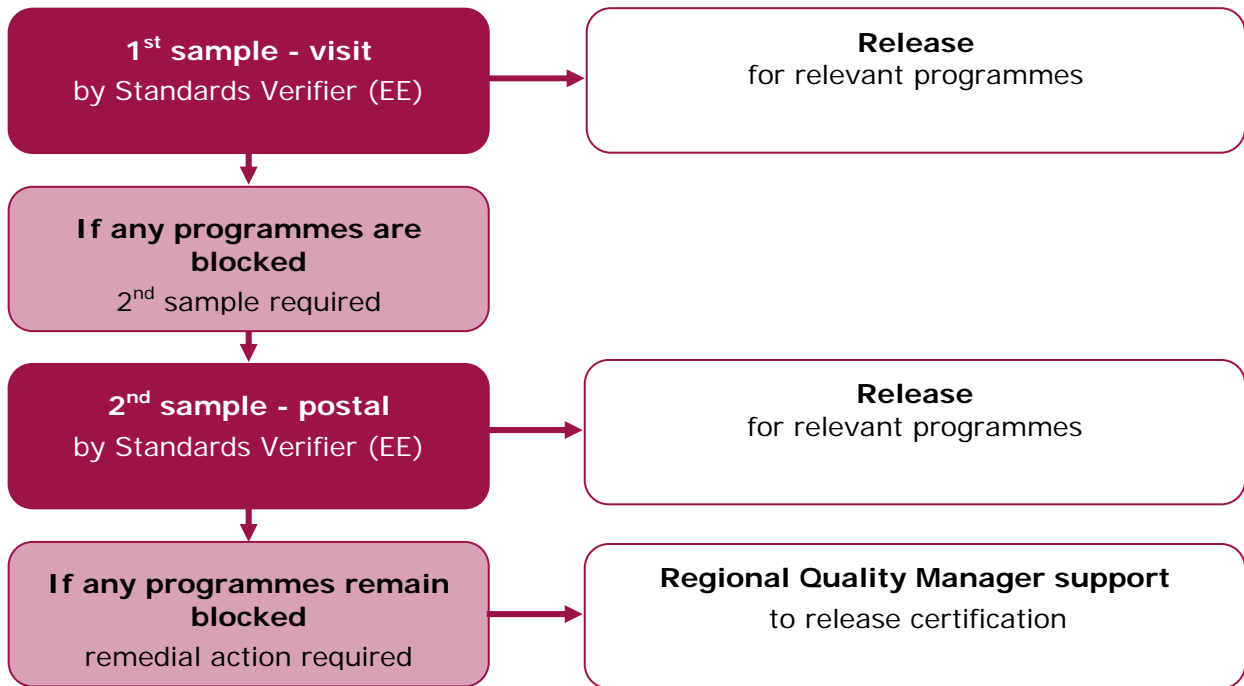 1st sample - visit
by Standards Verifier (EE)
Release
for relevant programmes
If any programmes are
blocked
2nd sample required
2nd sample - postal
by Standards Verifier (EE)
Release
for relevant programmes
If any programmes remain
blocked
remedial action required
Regional Quality Manager support
to release certification